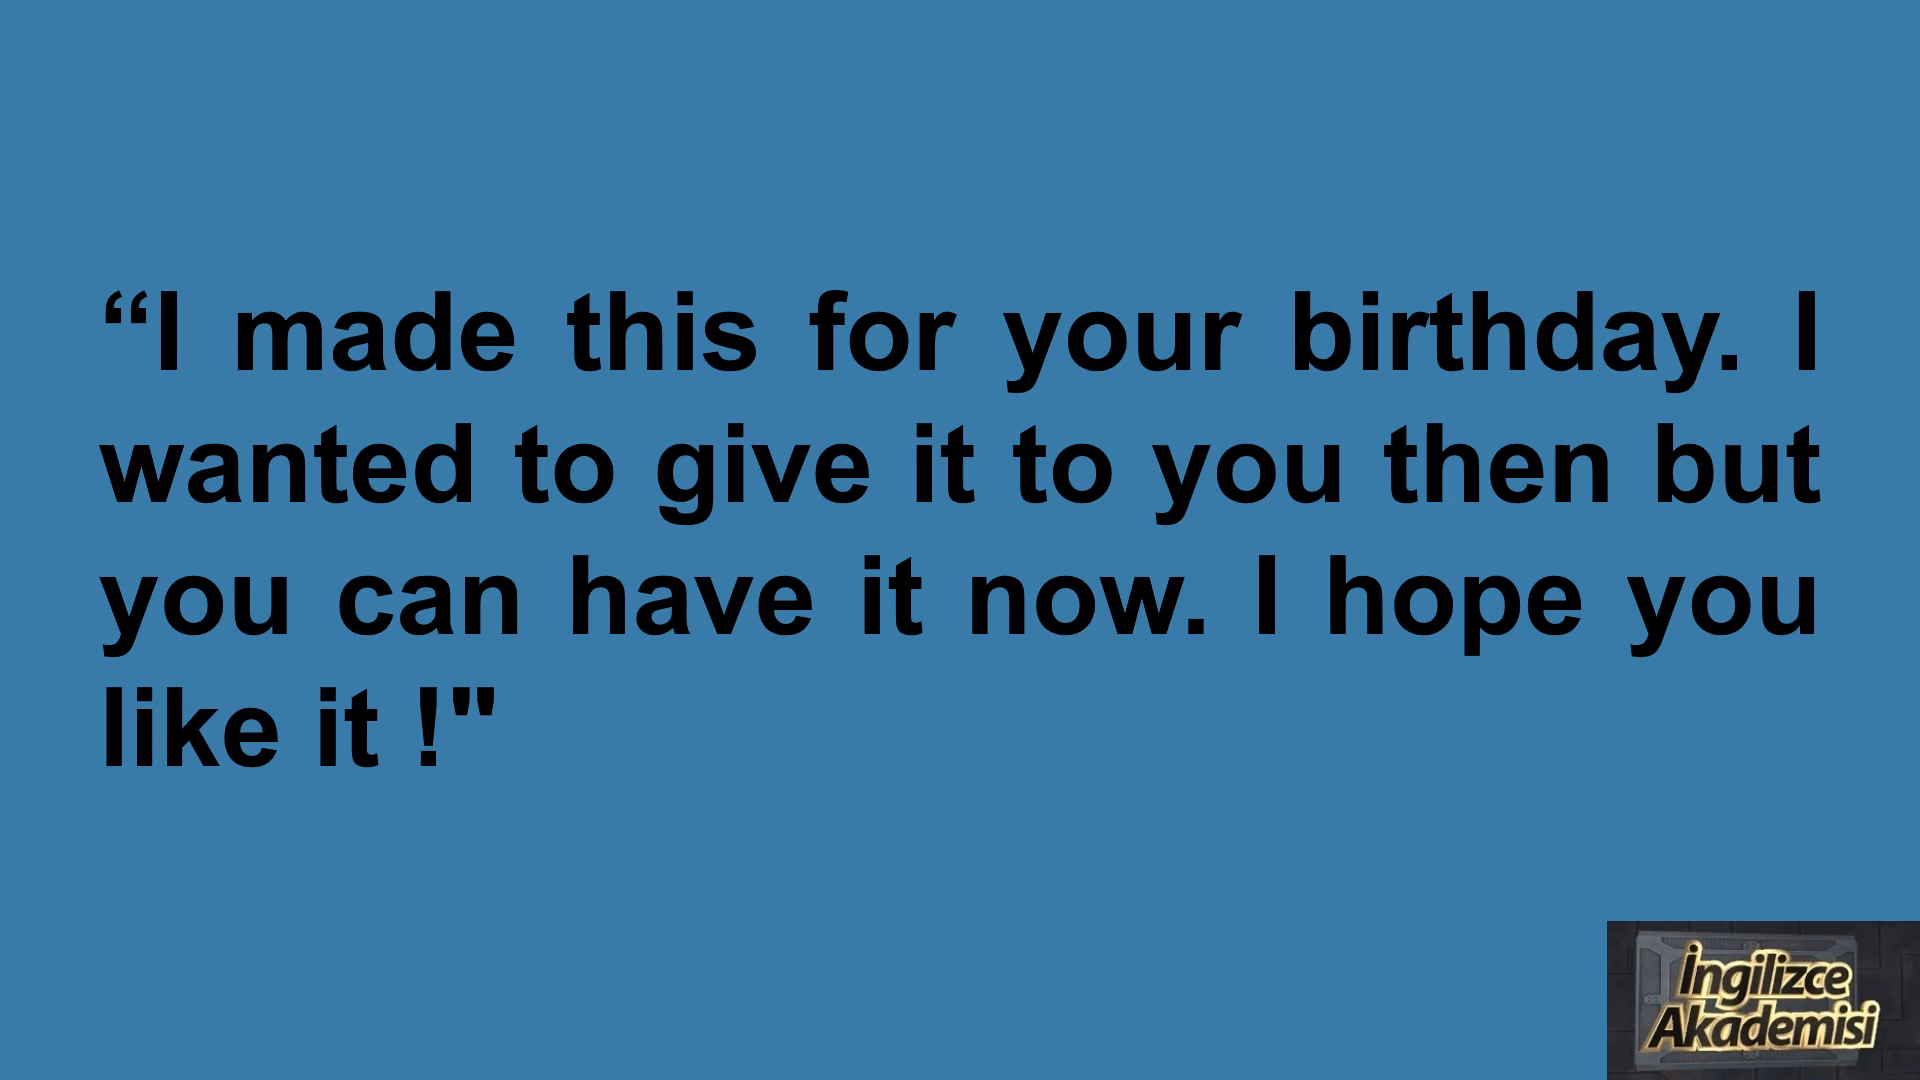 “I made this for your birthday. I
wanted to give it to you then but
you can have it now. I hope you
like it !"
İngilizce
Akademisi